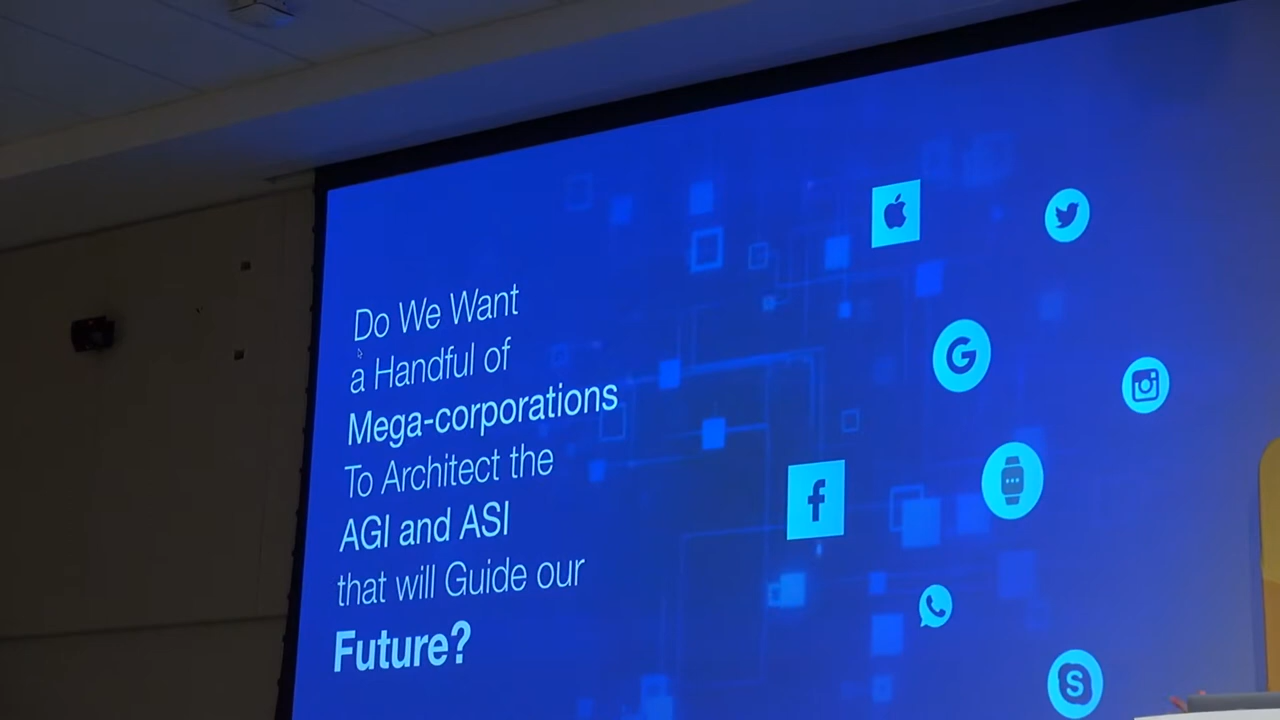 Do We Want
a Handful of
Mega-corporations
To Architect the
AGI and ASI
that will Guide our
Future?